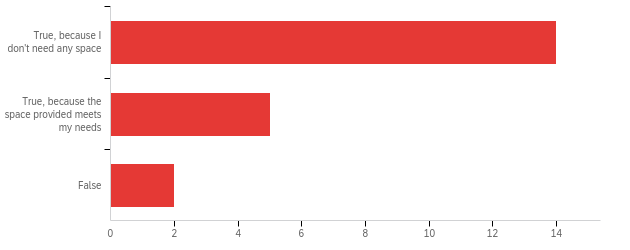 True, because I
don't need any space
True, because the
space provided meets
my needs
False
0 2 4 6 8 10 12 14